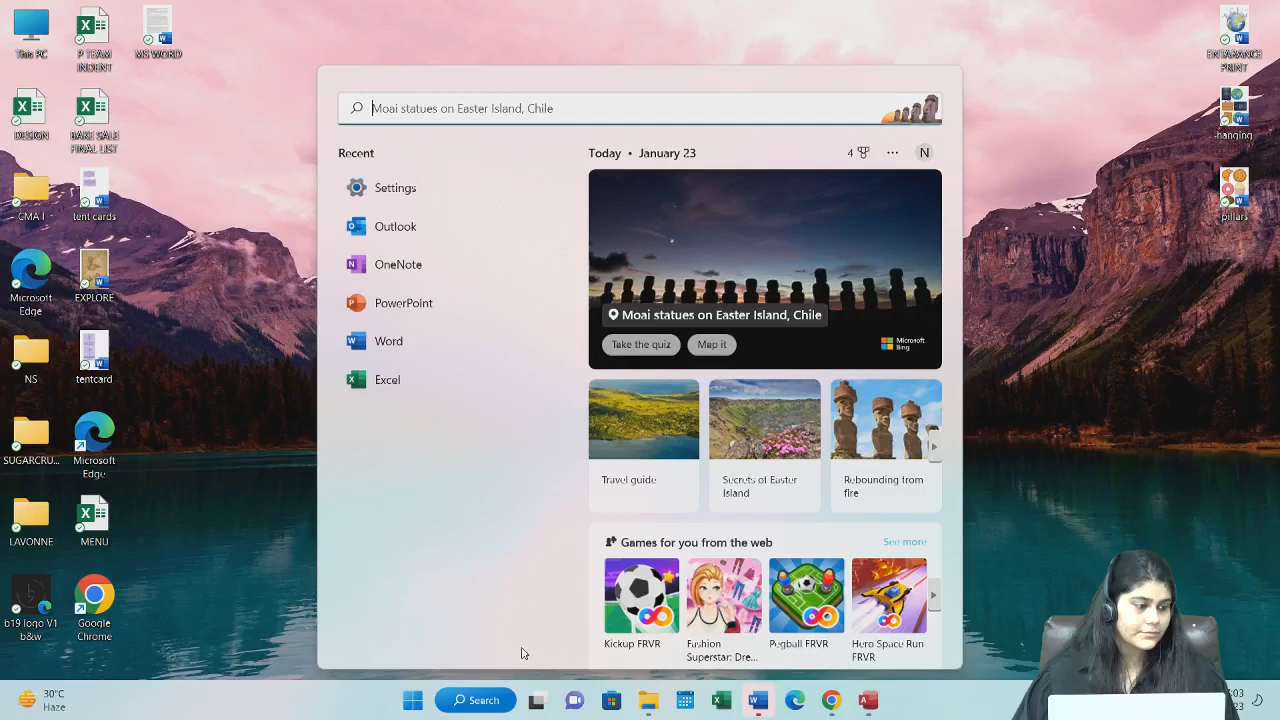 This PC
P TEAM
INDENT
MS WORD
DESIGN
BAKE SALE
FINAL LIST
CMA I
tent cards
Microsoft
Edge
EXPLORE
NS
tentcard
SUGARCRU...
Microsoft
Edge
LAVONNE
MENU
b19 logo V1
b&w
Google
Chrome
ENTARANCE
PRINT
hanging
pillars
Moai statues on Easter Island, Chile
Recent
Settings
Outlook
OneNote
PowerPoint
Word
Excel
Today • January 23
4
N
Moai statues on Easter Island, Chile
Take the quiz
Map it
Microsoft
Bing
Travel guide
Secrets of Easter
Island
Rebounding from
fire
Games for you from the web
See more
Kickup FRVR
Fashion
Superstar: Dre...
Pegball FRVR
Hero Space Run
FRVR
30°C
Haze
Search